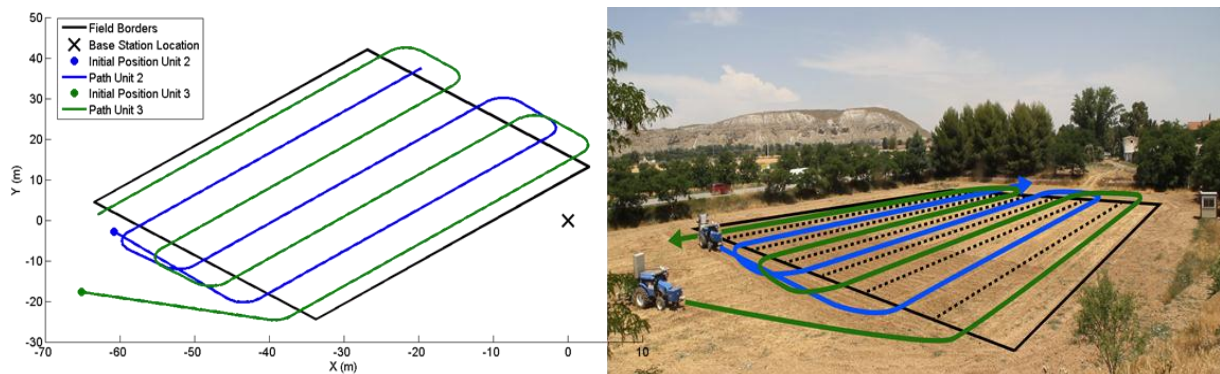 50
40
30
20
10
0
-10
-20
-30
Y (m)
Field Borders
Base Station Location
Initial Position Unit 2
Path Unit 2
Initial Position Unit 3
Path Unit 3
-70 -60 -50 -40 -30 -20 -10 0 10
X (m)